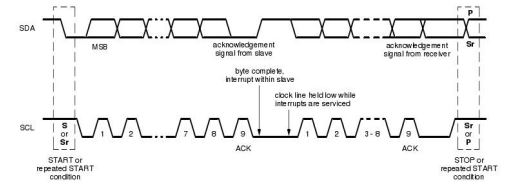 SDA
MSB
acknowledgement
signal from slave
acknowledgement
signal from receiver
P
Sr
byte complete,
interrupt within slave
clock line held low while
interrupts are serviced
SCL
S
or
Sr
1
2
7
8
9
1
2
3 - 8
9
Sr
or
P
ACK
ACK
START or
repeated START
condition
STOP or
repeated START
condition